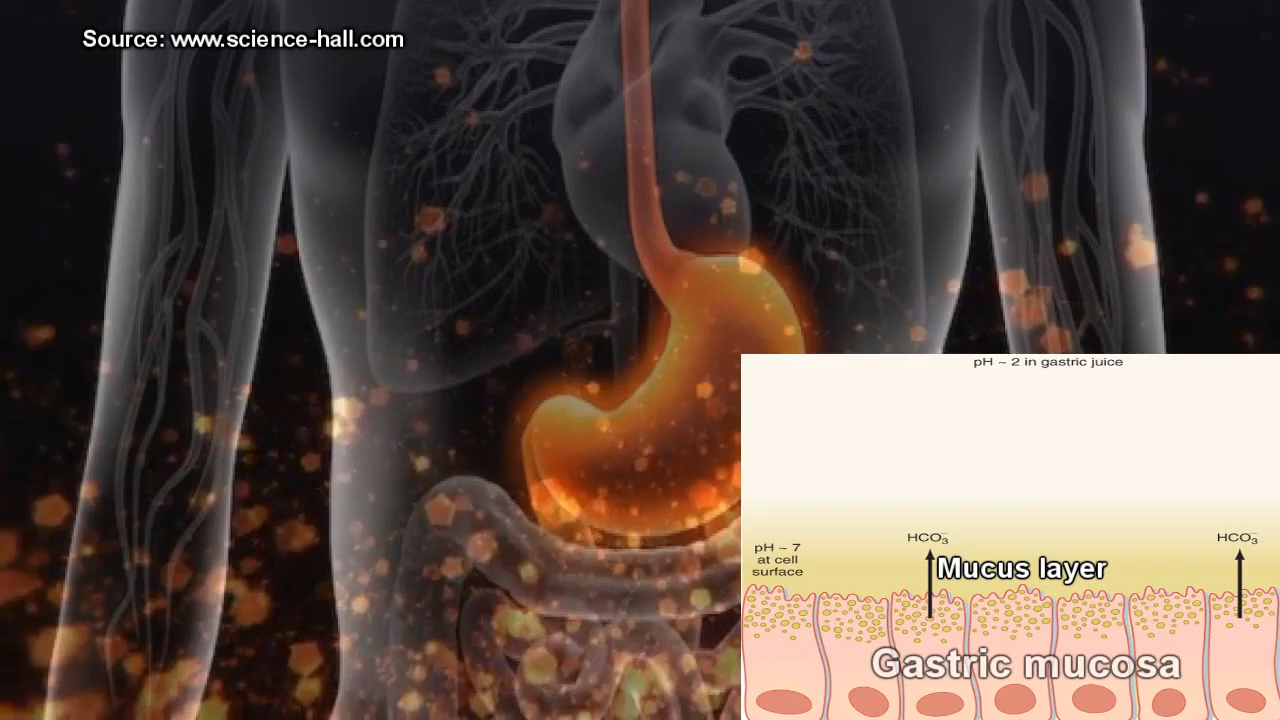 Source: www.science-hall.com
pH ~ 2 in gastric juice
HCO₃⁻
HCO₃⁻
pH ~ 7
at cell
surface
Mucus layer
Gastric mucosa